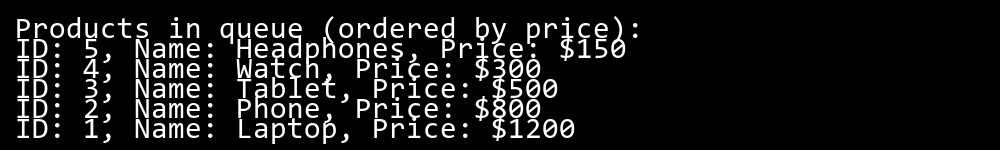 Products in queue (ordered by price):
ID: 5, Name: Headphones, Price: $150
ID: 4, Name: Watch, Price: $300
ID: 3, Name: Tablet, Price: $500
ID: 2, Name: Phone, Price: $800
ID: 1, Name: Laptop, Price: $1200